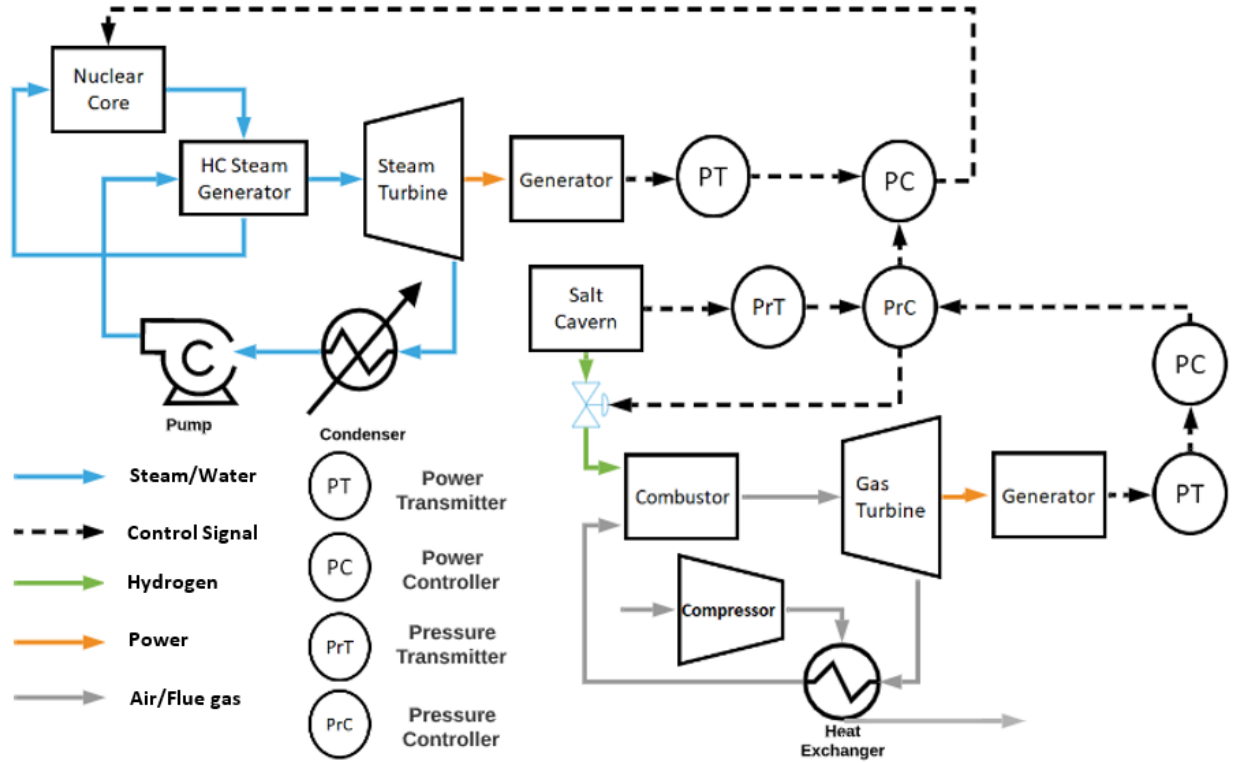 Nuclear
Core
HC Steam
Generator
Steam
Turbine
Generator
PT
PC
Salt
Cavern
PrT
PrC
PC
C
Pump
Condenser
Combustor
Gas
Turbine
Generator
PT
Compressor
Heat
Exchanger
Steam/Water
Control Signal
Hydrogen
Power
Air/Flue gas
PT
Power
Transmitter
PC
Power
Controller
PrT
Pressure
Transmitter
PrC
Pressure
Controller